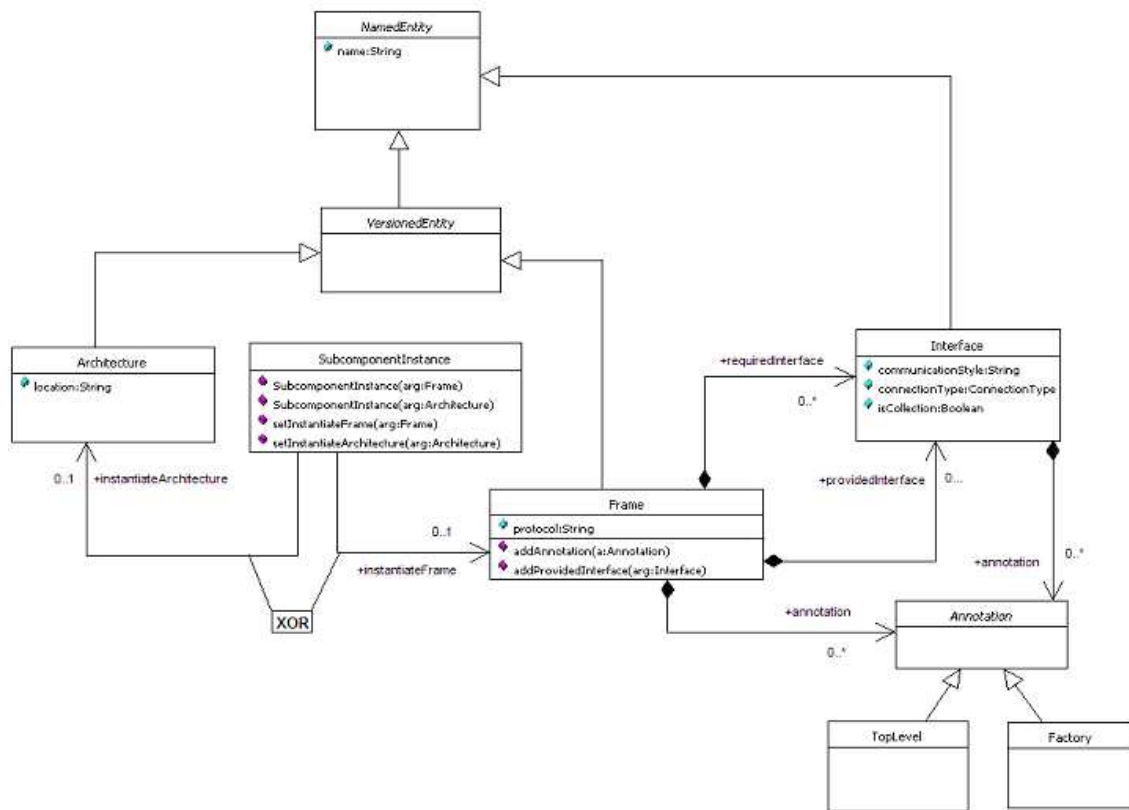 NamedEntity
name:String
VersionedEntity
Architecture
location:String
SubcomponentInstance
SubcomponentInstance(arg:Frame)
SubcomponentInstance(arg:Architecture)
setInstantiateFrame(arg:Frame)
setInstantiateArchitecture(arg:Architecture)
+requiredInterface
0..*
Interface
communicationStyle:String
connectionType:ConnectionType
isCollection:Boolean
0..1
+instantiateArchitecture
+providedInterface
0...
Frame
protocol:String
addAnnotation(a:Annotation)
addProvidedInterface(arg:Interface)
0..1
+instantiateFrame
XOR
0..*
+annotation
+annotation
0..*
Annotation
TopLevel
Factory